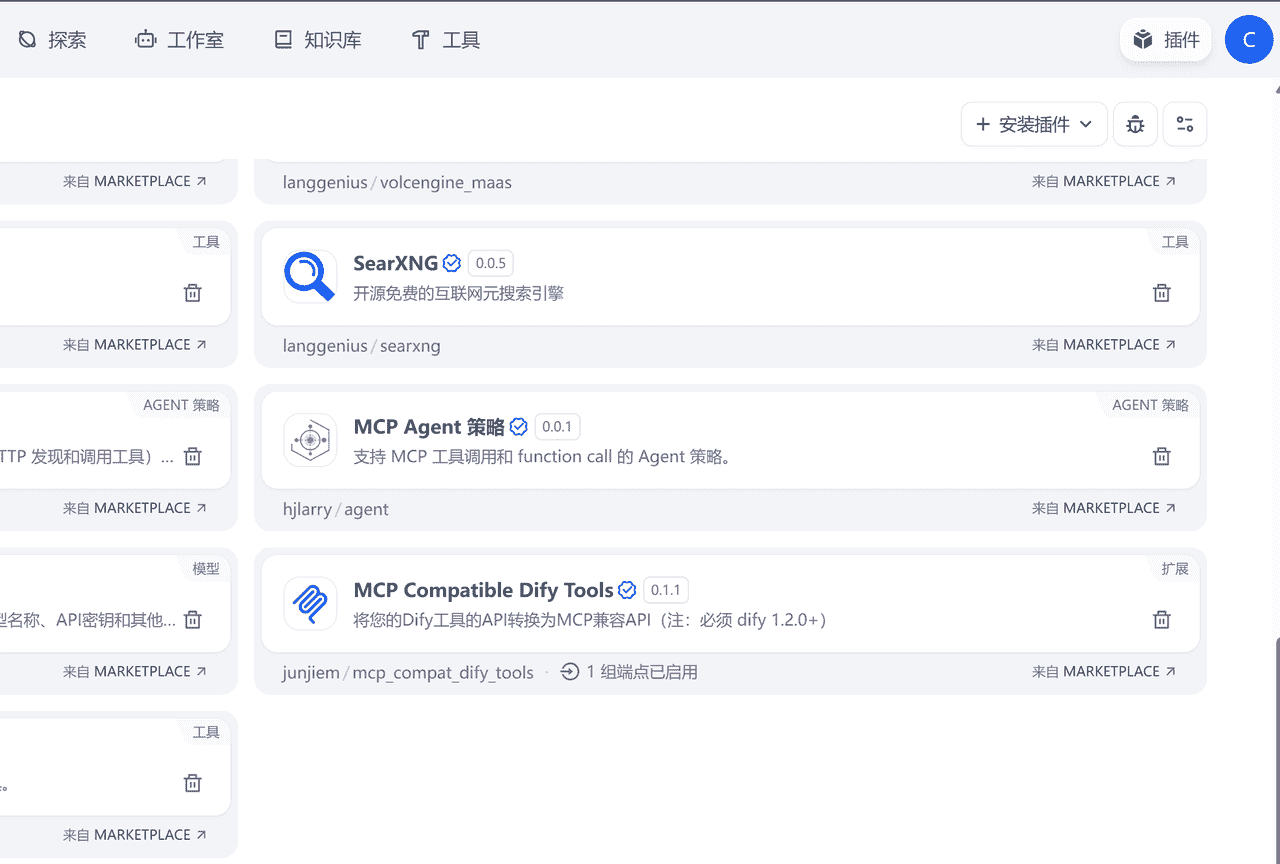 探索
工作室
知识库
工具
插件
C
安装插件
来自 MARKETPLACE
langgenius / volcengine_maas
来自 MARKETPLACE
工具
来自 MARKETPLACE
工具
SearXNG 0.0.5
开源免费的互联网元搜索引擎
langgenius / searxng
来自 MARKETPLACE
AGENT 策略
TTP 发现和调用工具）...
来自 MARKETPLACE
AGENT 策略
MCP Agent 策略 0.0.1
支持 MCP 工具调用和 function call 的 Agent 策略。
hjlarry / agent
来自 MARKETPLACE
模型
型名称、API密钥和其他...
来自 MARKETPLACE
扩展
MCP Compatible Dify Tools 0.1.1
将您的Dify工具的API转换为MCP兼容API（注：必须 dify 1.2.0+）
junjiem / mcp_compat_dify_tools · 1 组端点已启用
来自 MARKETPLACE
工具
来自 MARKETPLACE